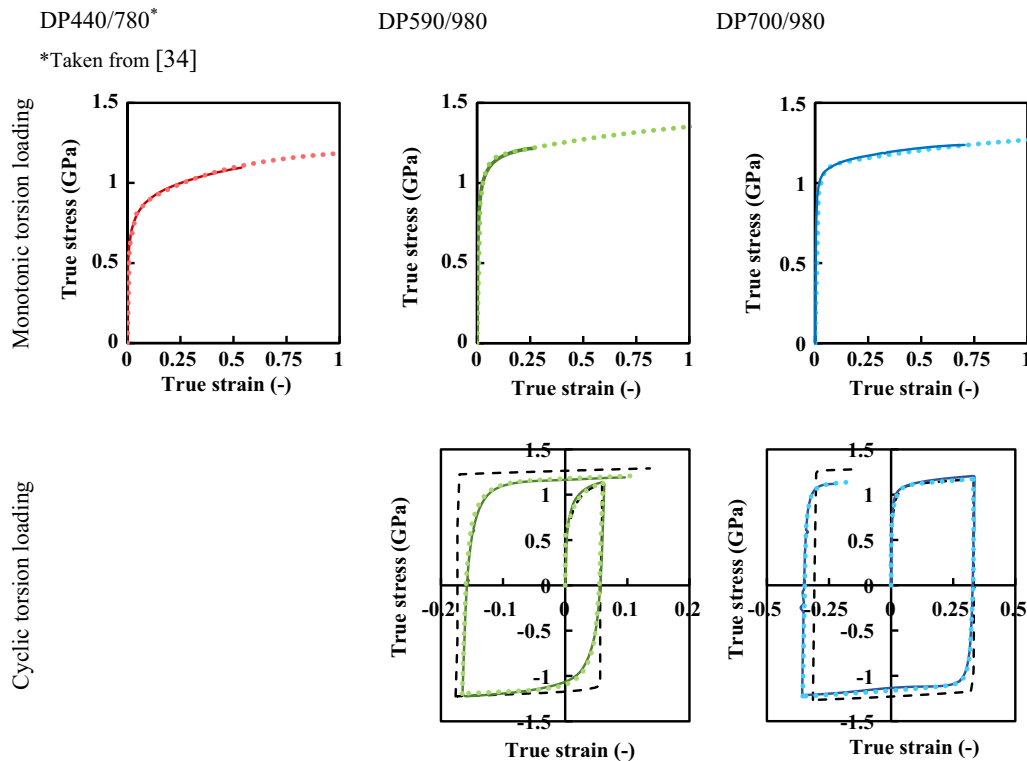 DP440/780*
DP590/980
DP700/980
*Taken from [34]
Monotonic torsion loading
True stress (GPa)
1.5
1
0.5
0
0 0.25 0.5 0.75 1
True strain (-)
True stress (GPa)
1.5
1
0.5
0
0 0.25 0.5 0.75 1
True strain (-)
True stress (GPa)
1.5
1
0.5
0
0 0.25 0.5 0.75 1
True strain (-)
Cyclic torsion loading
True stress (GPa)
1.5
1
0.5
0
-0.2 -0.1 0 0.1 0.2
-0.5
-1
-1.5
True strain (-)
True stress (GPa)
1.5
1
0.5
0
-0.5 -0.25 0 0.25 0.5
-0.5
-1
-1.5
True strain (-)